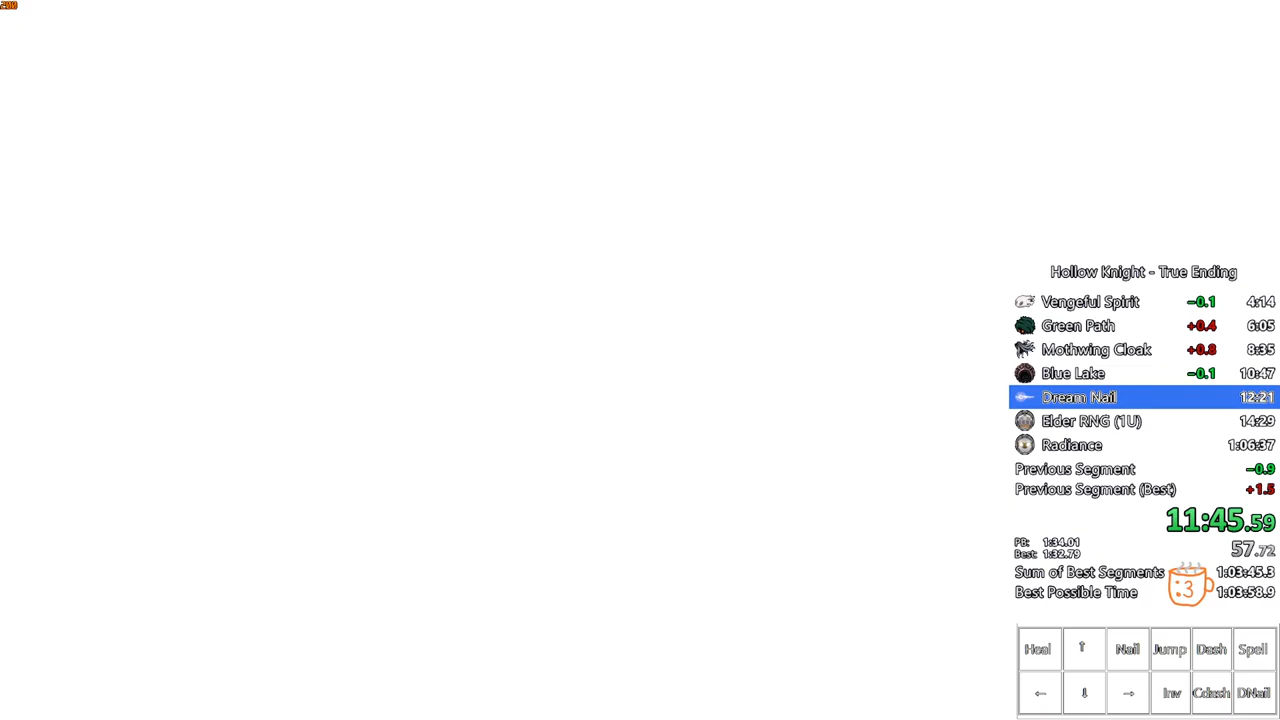 Hollow Knight - True Ending
Vengeful Spirit −0.1 4:14
Green Path +0.4 6:05
Mothwing Cloak +0.8 8:35
Blue Lake −0.1 10:47
Dream Nail 12:21
Elder RNG (1U) 14:29
Radiance 1:06:37
Previous Segment −0.9
Previous Segment (Best) +1.5
11:45.59
PB: 1:34.01
Best: 1:32.79
57.72
Sum of Best Segments 1:03:45.3
Best Possible Time 1:03:58.9
Heal ↑ Nail Jump Dash Spell
← ↓ → Inv Cdash DNail